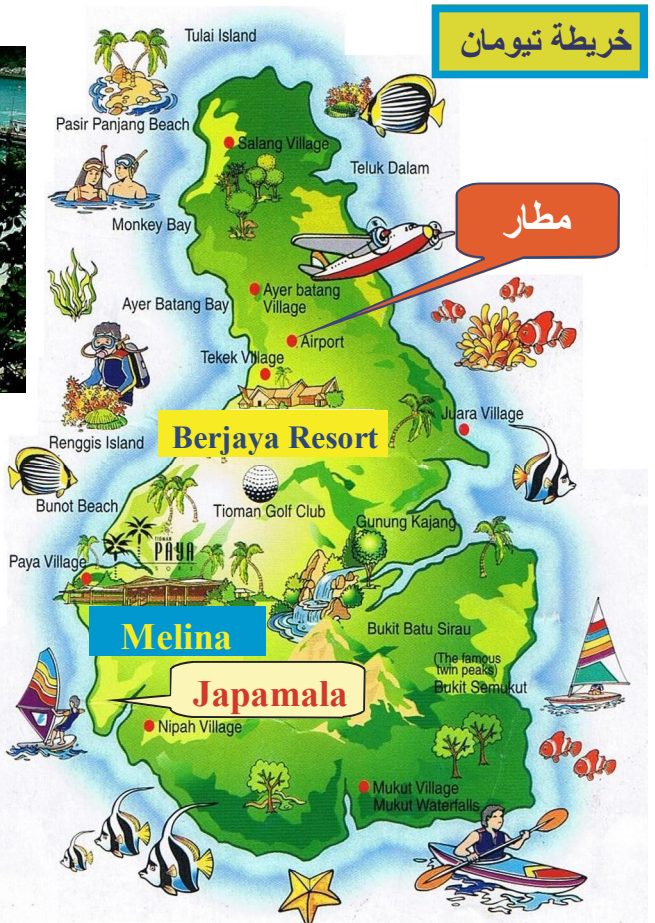 خريطة تيومان
Tulai Island
Pasir Panjang Beach
Salang Village
Teluk Dalam
مطار
Monkey Bay
Ayer batang
Village
Ayer Batang Bay
Airport
Tekek Village
Juara Village
Berjaya Resort
Renggis Island
Bunot Beach
Tioman Golf Club
Gunung Kajang
TIOMAN
PAYA
Paya Village
Melina
Bukit Batu Sirau
(The famous
twin peaks)
Bukit Semukut
Japamala
Nipah Village
Mukut Village
Mukut Waterfalls